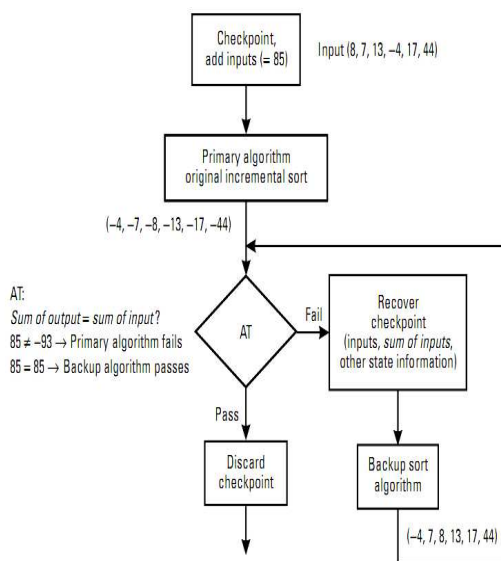 Checkpoint,
add inputs (= 85)
Input (8, 7, 13, –4, 17, 44)
Primary algorithm
original incremental sort
(–4, –7, –8, –13, –17, –44)
AT:
Sum of output = sum of input?
85 ≠ –93 → Primary algorithm fails
85 = 85 → Backup algorithm passes
AT
Fail
Recover
checkpoint
(inputs, sum of inputs,
other state information)
Pass
Discard
checkpoint
Backup sort
algorithm
(–4, 7, 8, 13, 17, 44)